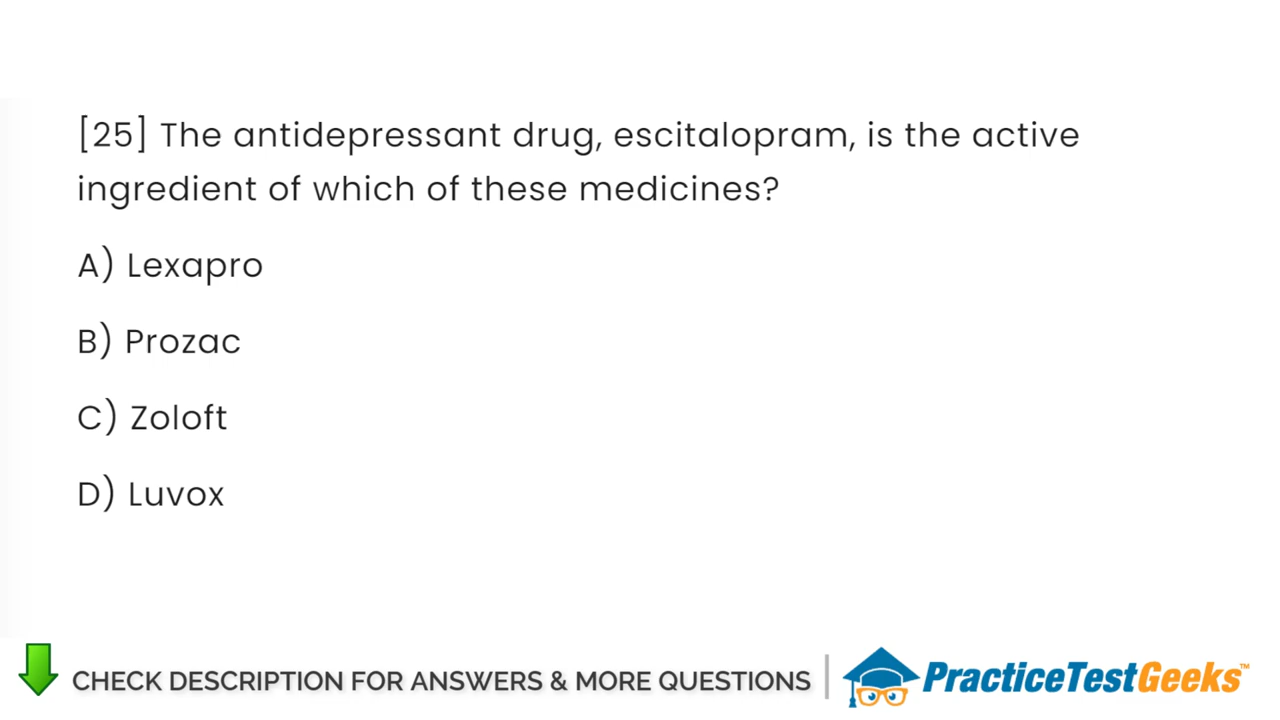 [25] The antidepressant drug, escitalopram, is the active
ingredient of which of these medicines?
A) Lexapro
B) Prozac
C) Zoloft
D) Luvox
CHECK DESCRIPTION FOR ANSWERS & MORE QUESTIONS
PracticeTestGeeks™